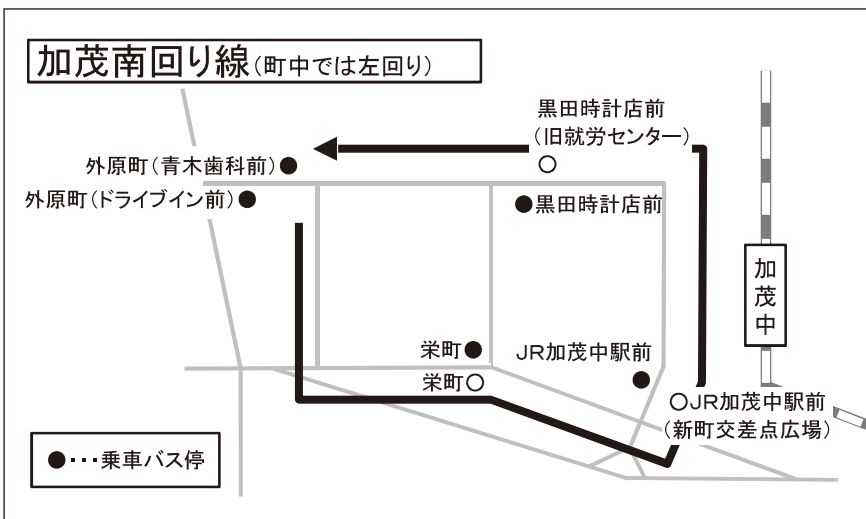 加茂南回り線(町中では左回り)
黒田時計店前
(旧就労センター)
外原町(青木歯科前)
外原町(ドライブイン前)
黒田時計店前
加茂中
栄町
JR加茂中駅前
栄町
JR加茂中駅前
(新町交差点広場)
●・・・乗車バス停